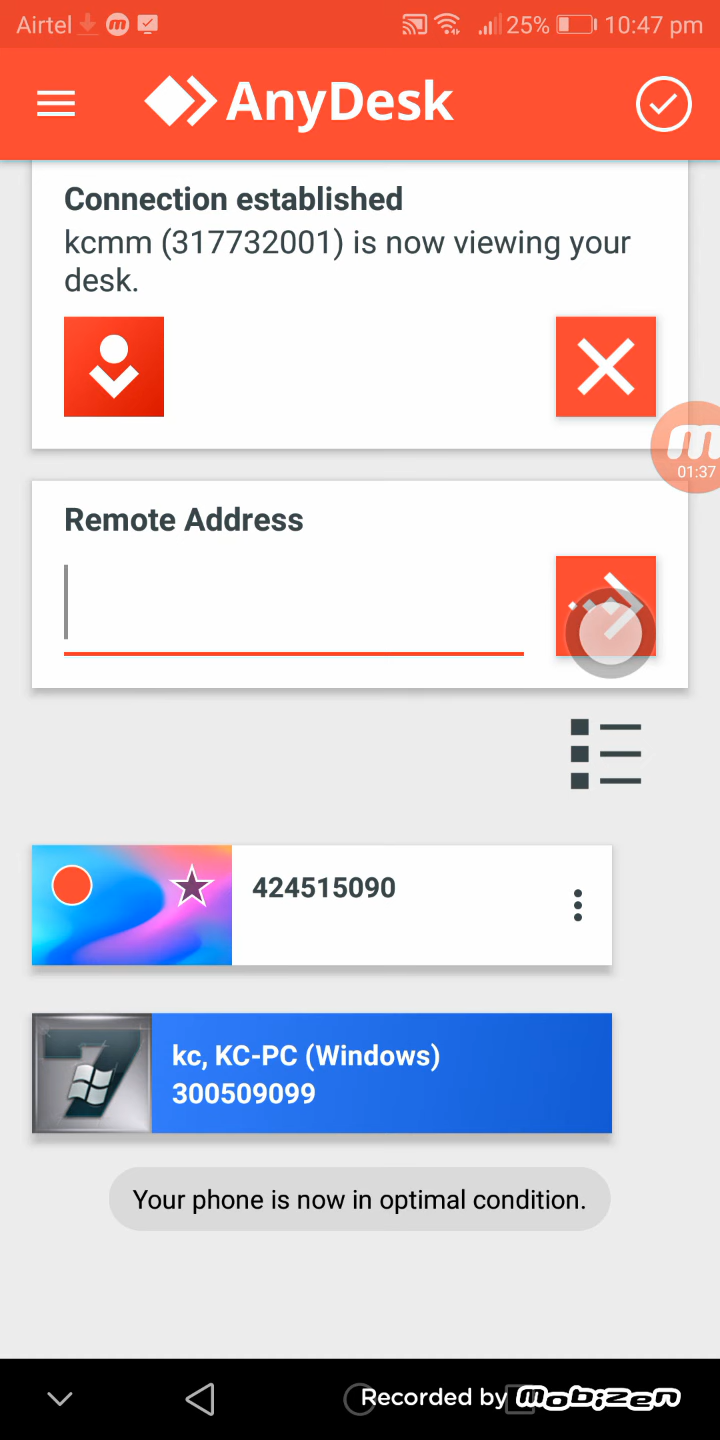 Airtel 25% 10:47 pm
AnyDesk
Connection established
kcmm (317732001) is now viewing your
desk.
01:37
Remote Address
424515090
kc, KC-PC (Windows)
300509099
Your phone is now in optimal condition.
Recorded by Mobizen